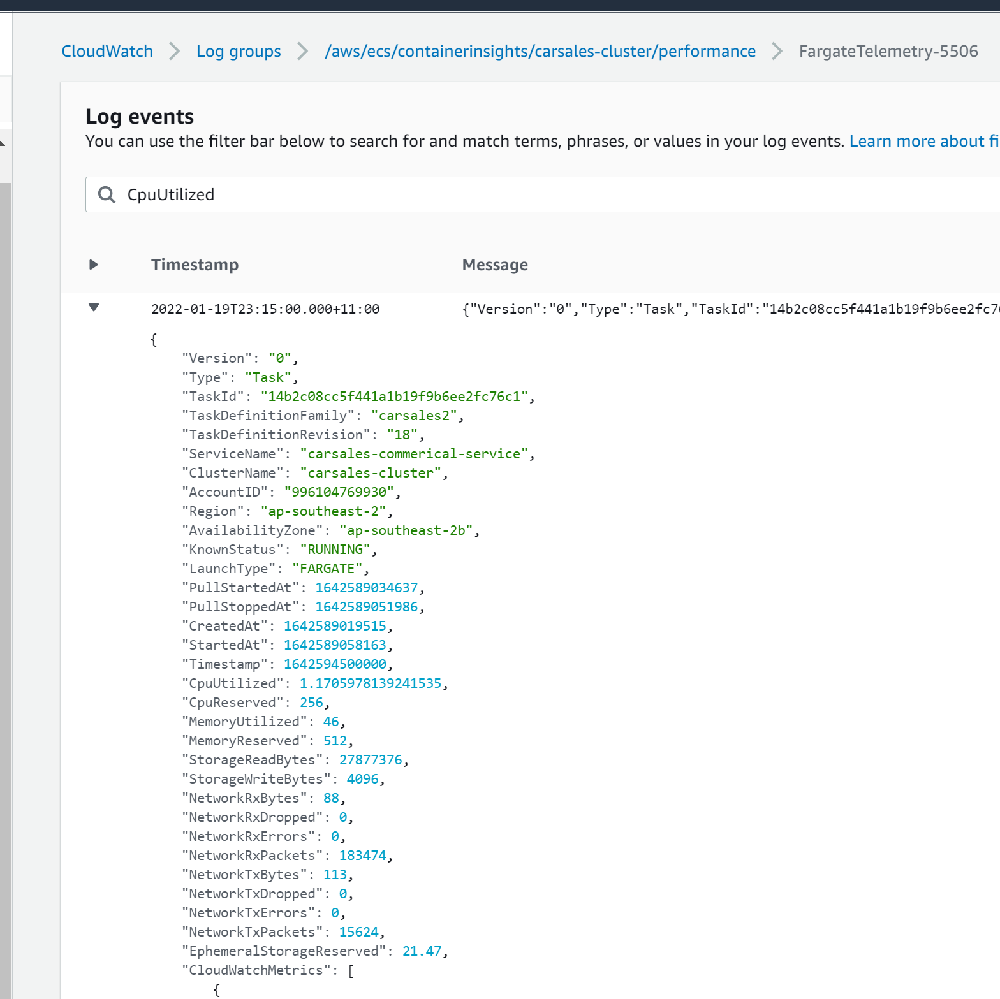 CloudWatch > Log groups > /aws/ecs/containerinsights/carsales-cluster/performance > FargateTelemetry-5506
Log events
You can use the filter bar below to search for and match terms, phrases, or values in your log events. Learn more about fi
CpuUtilized
Timestamp Message
2022-01-19T23:15:00.000+11:00 {"Version":"0","Type":"Task","TaskId":"14b2c08cc5f441a1b19f9b6ee2fc76
{
"Version": "0",
"Type": "Task",
"TaskId": "14b2c08cc5f441a1b19f9b6ee2fc76c1",
"TaskDefinitionFamily": "carsales2",
"TaskDefinitionRevision": "18",
"ServiceName": "carsales-commerical-service",
"ClusterName": "carsales-cluster",
"AccountID": "996104769930",
"Region": "ap-southeast-2",
"AvailabilityZone": "ap-southeast-2b",
"KnownStatus": "RUNNING",
"LaunchType": "FARGATE",
"PullStartedAt": 1642589034637,
"PullStoppedAt": 1642589051986,
"CreatedAt": 1642589019515,
"StartedAt": 1642589058163,
"Timestamp": 1642594500000,
"CpuUtilized": 1.1705978139241535,
"CpuReserved": 256,
"MemoryUtilized": 46,
"MemoryReserved": 512,
"StorageReadBytes": 27877376,
"StorageWriteBytes": 4096,
"NetworkRxBytes": 88,
"NetworkRxDropped": 0,
"NetworkRxErrors": 0,
"NetworkRxPackets": 183474,
"NetworkTxBytes": 113,
"NetworkTxDropped": 0,
"NetworkTxErrors": 0,
"NetworkTxPackets": 15624,
"EphemeralStorageReserved": 21.47,
"CloudWatchMetrics": [
{